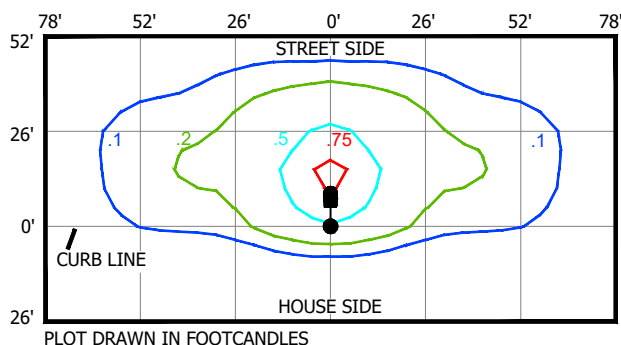 78' 52' 26' 0' 26' 52' 78'
52'
STREET SIDE
26'
.1 .2 .5 .75 .1
0'
CURB LINE
HOUSE SIDE
26'
PLOT DRAWN IN FOOTCANDLES